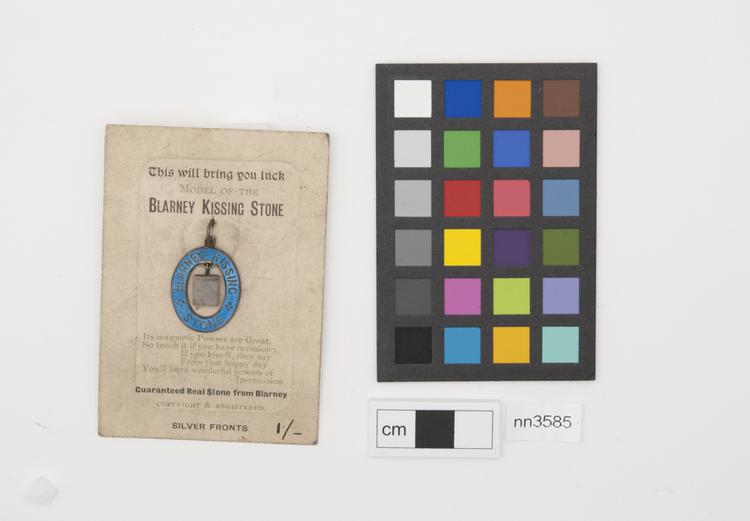 This will bring you luck
MODEL OF THE
BLARNEY KISSING STONE
BLARNEY KISSING
STONE
Its magnetic Powers are Great,
So touch it if you have occasion;
If you kiss it, they say
From that happy day
You'll have wonderful powers of
[persuasion
Guaranteed Real Stone from Blarney
COPYRIGHT & REGISTERED.
SILVER FRONTS 1/-
cm
nn3585